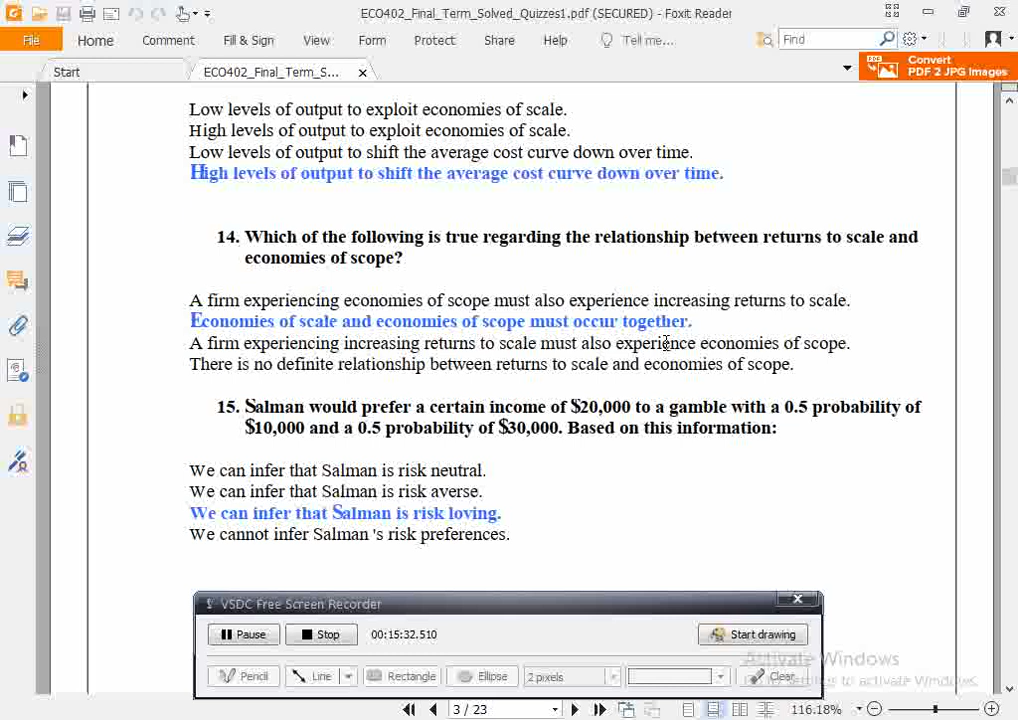 ECO402_Final_Term_Solved_Quizzes1.pdf (SECURED) - Foxit Reader
File Home Comment Fill & Sign View Form Protect Share Help Tell me... Find
Start ECO402_Final_Term_S... Convert PDF 2 JPG Images
Low levels of output to exploit economies of scale.
High levels of output to exploit economies of scale.
Low levels of output to shift the average cost curve down over time.
High levels of output to shift the average cost curve down over time.
14. Which of the following is true regarding the relationship between returns to scale and
economies of scope?
A firm experiencing economies of scope must also experience increasing returns to scale.
Economies of scale and economies of scope must occur together.
A firm experiencing increasing returns to scale must also experience economies of scope.
There is no definite relationship between returns to scale and economies of scope.
15. Salman would prefer a certain income of $20,000 to a gamble with a 0.5 probability of
$10,000 and a 0.5 probability of $30,000. Based on this information:
We can infer that Salman is risk neutral.
We can infer that Salman is risk averse.
We can infer that Salman is risk loving.
We cannot infer Salman 's risk preferences.
VSDC Free Screen Recorder
Pause Stop 00:15:32.510 Start drawing
Activate Windows
Pencil Line Rectangle Ellipse 2 pixels Clear
Settings to activate Windows.
3 / 23 116.18%